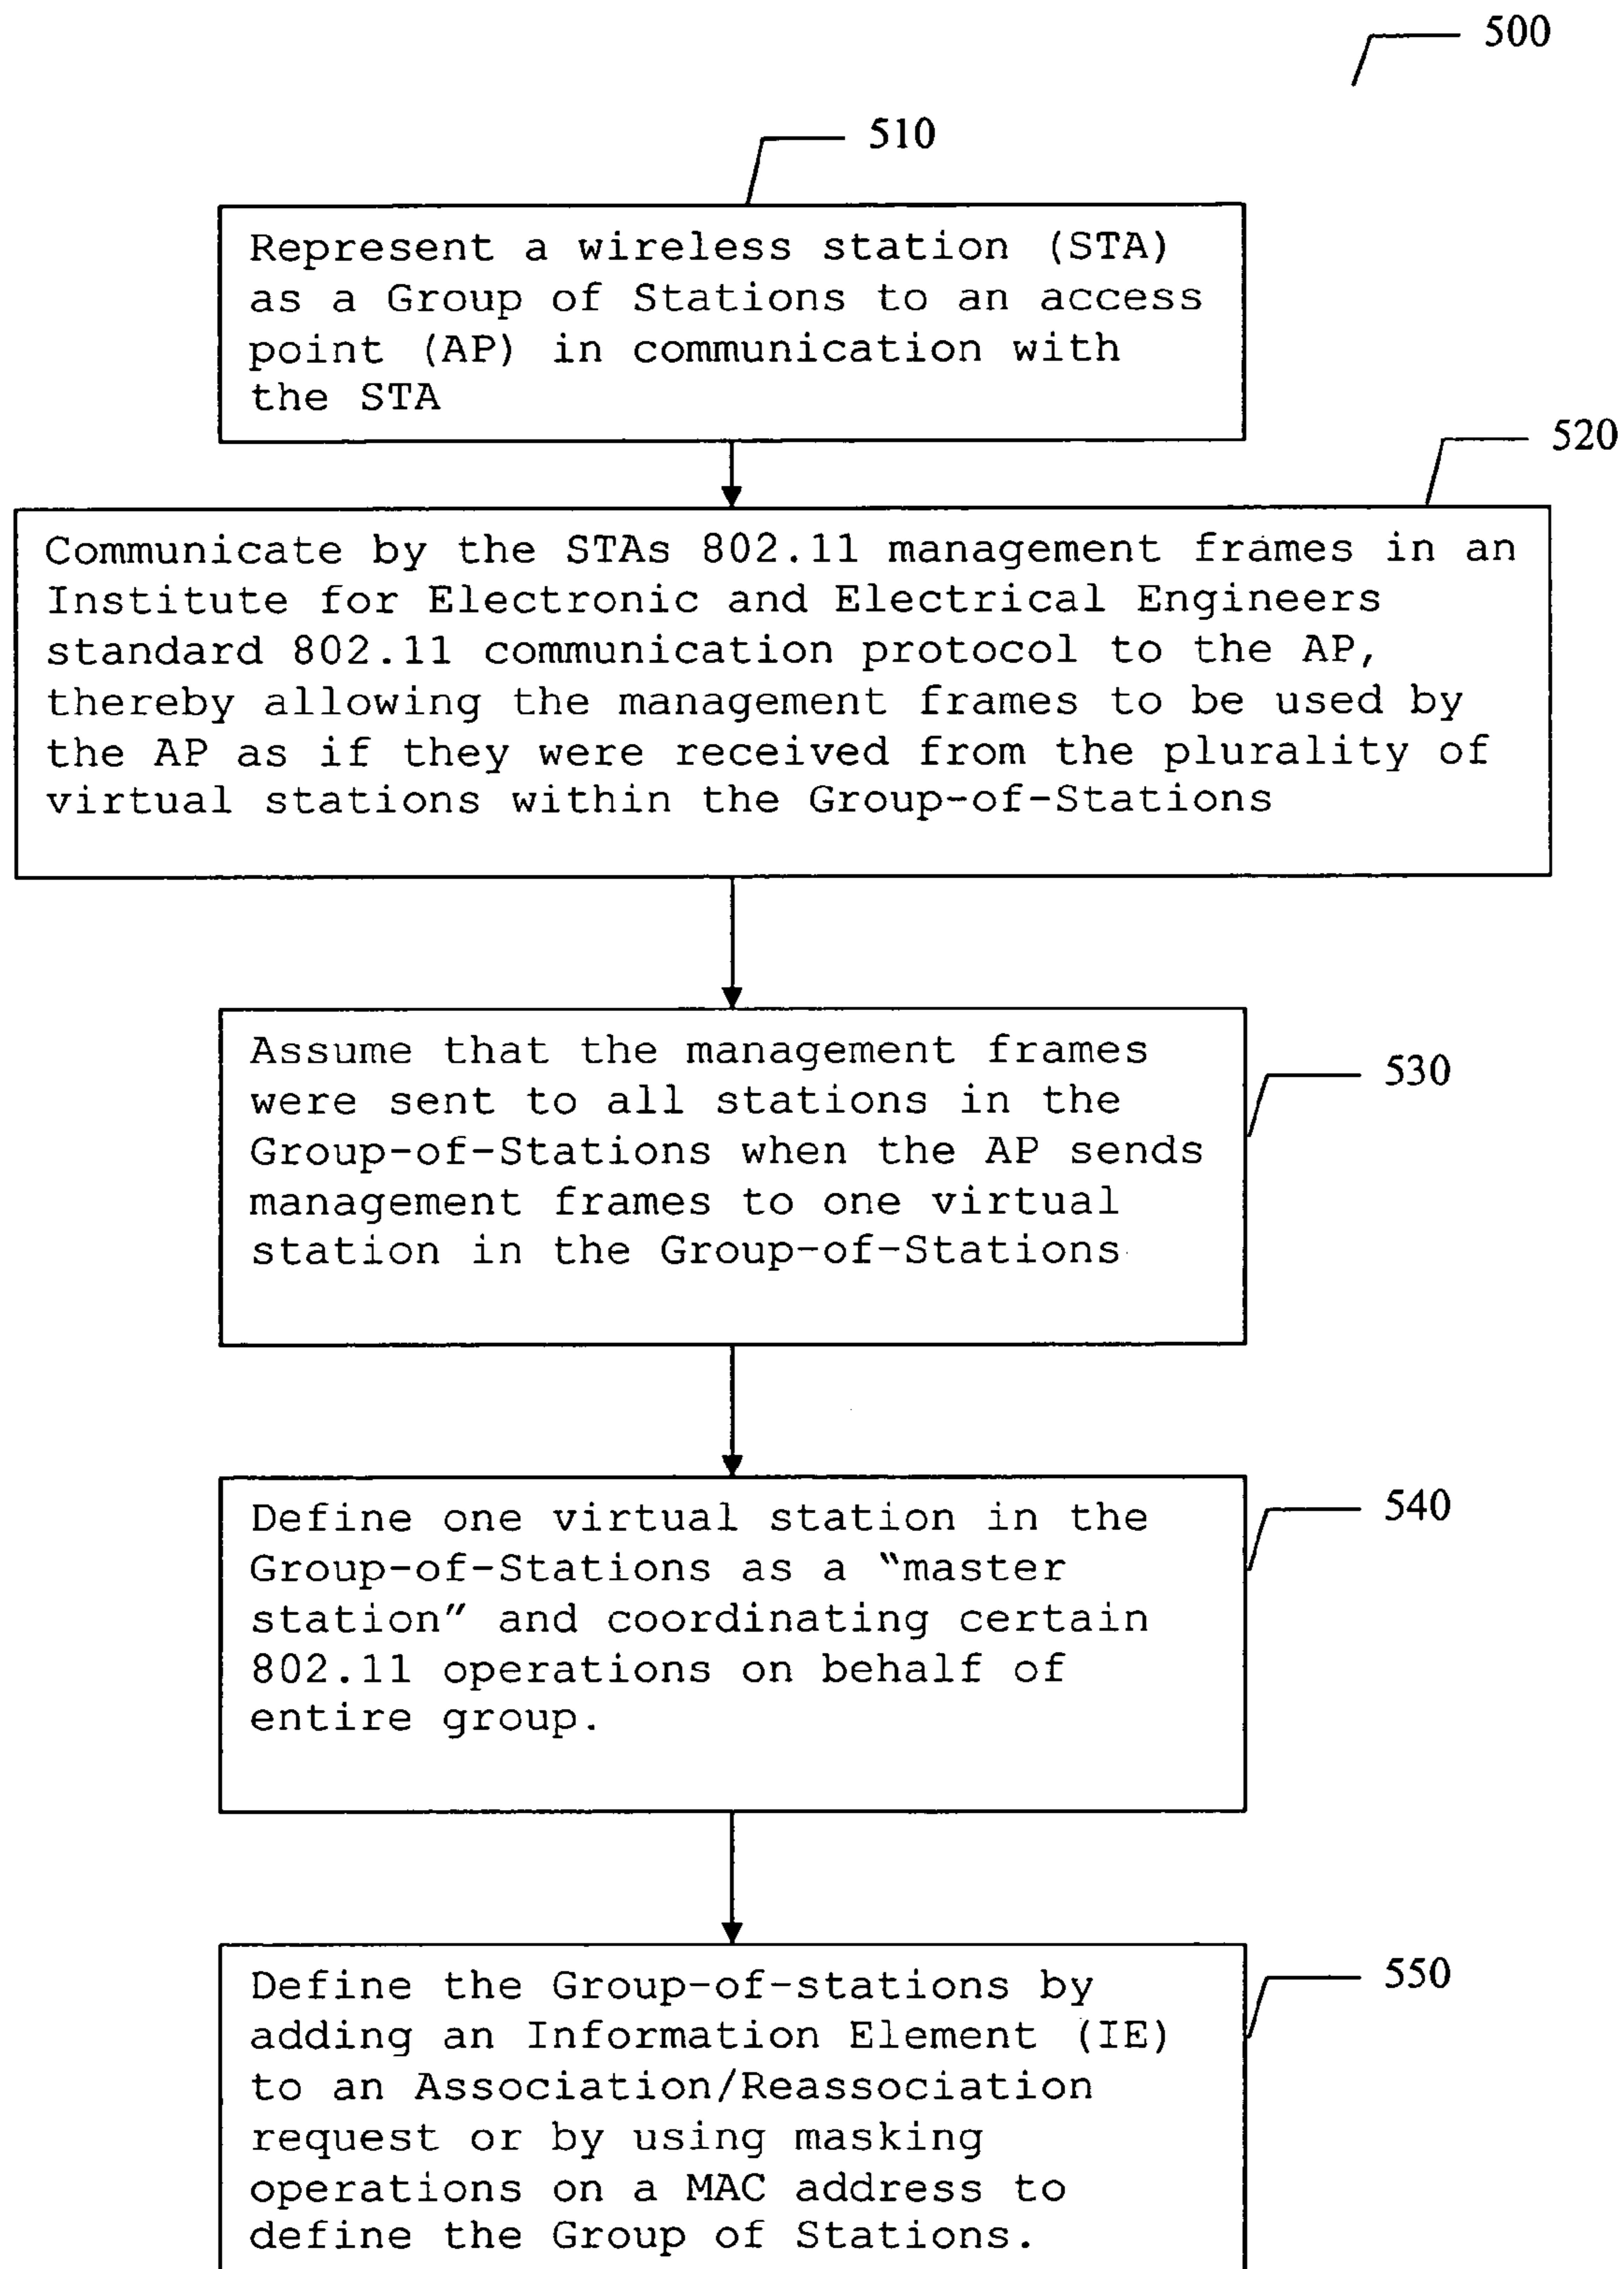 500
510
Represent a wireless station (STA)
as a Group of Stations to an access
point (AP) in communication with
the STA
520
Communicate by the STAs 802.11 management frames in an
Institute for Electronic and Electrical Engineers
standard 802.11 communication protocol to the AP,
thereby allowing the management frames to be used by
the AP as if they were received from the plurality of
virtual stations within the Group-of-Stations
Assume that the management frames
were sent to all stations in the
Group-of-Stations when the AP sends
management frames to one virtual
station in the Group-of-Stations
530
Define one virtual station in the
Group-of-Stations as a “master
station” and coordinating certain
802.11 operations on behalf of
entire group.
540
Define the Group-of-stations by
adding an Information Element (IE)
to an Association/Reassociation
request or by using masking
operations on a MAC address to
define the Group of Stations.
550